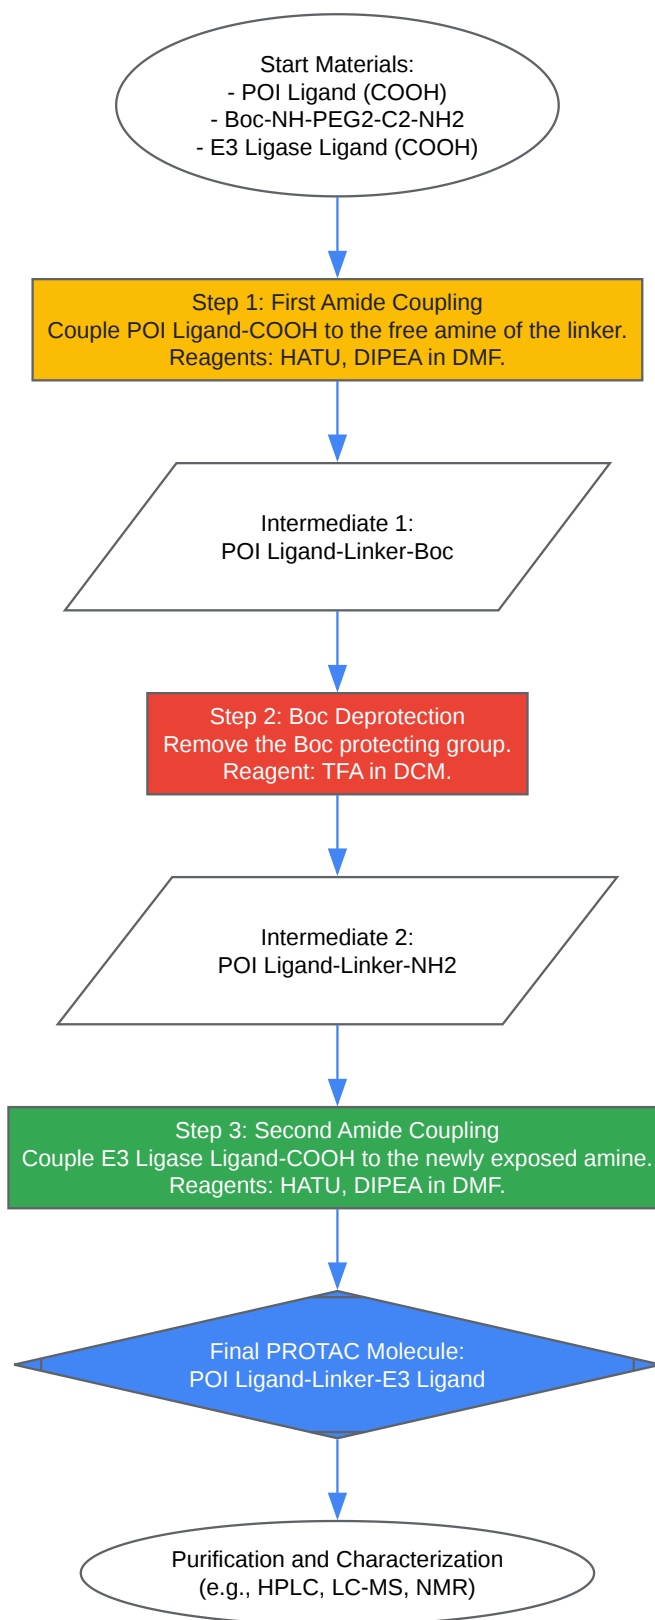 Start Materials:
- POI Ligand (COOH)
- Boc-NH-PEG2-C2-NH2
- E3 Ligase Ligand (COOH)
Step 1: First Amide Coupling
Couple POI Ligand-COOH to the free amine of the linker.
Reagents: HATU, DIPEA in DMF.
Intermediate 1:
POI Ligand-Linker-Boc
Step 2: Boc Deprotection
Remove the Boc protecting group.
Reagent: TFA in DCM.
Intermediate 2:
POI Ligand-Linker-NH2
Step 3: Second Amide Coupling
Couple E3 Ligase Ligand-COOH to the newly exposed amine.
Reagents: HATU, DIPEA in DMF.
Final PROTAC Molecule:
POI Ligand-Linker-E3 Ligand
Purification and Characterization
(e.g., HPLC, LC-MS, NMR)